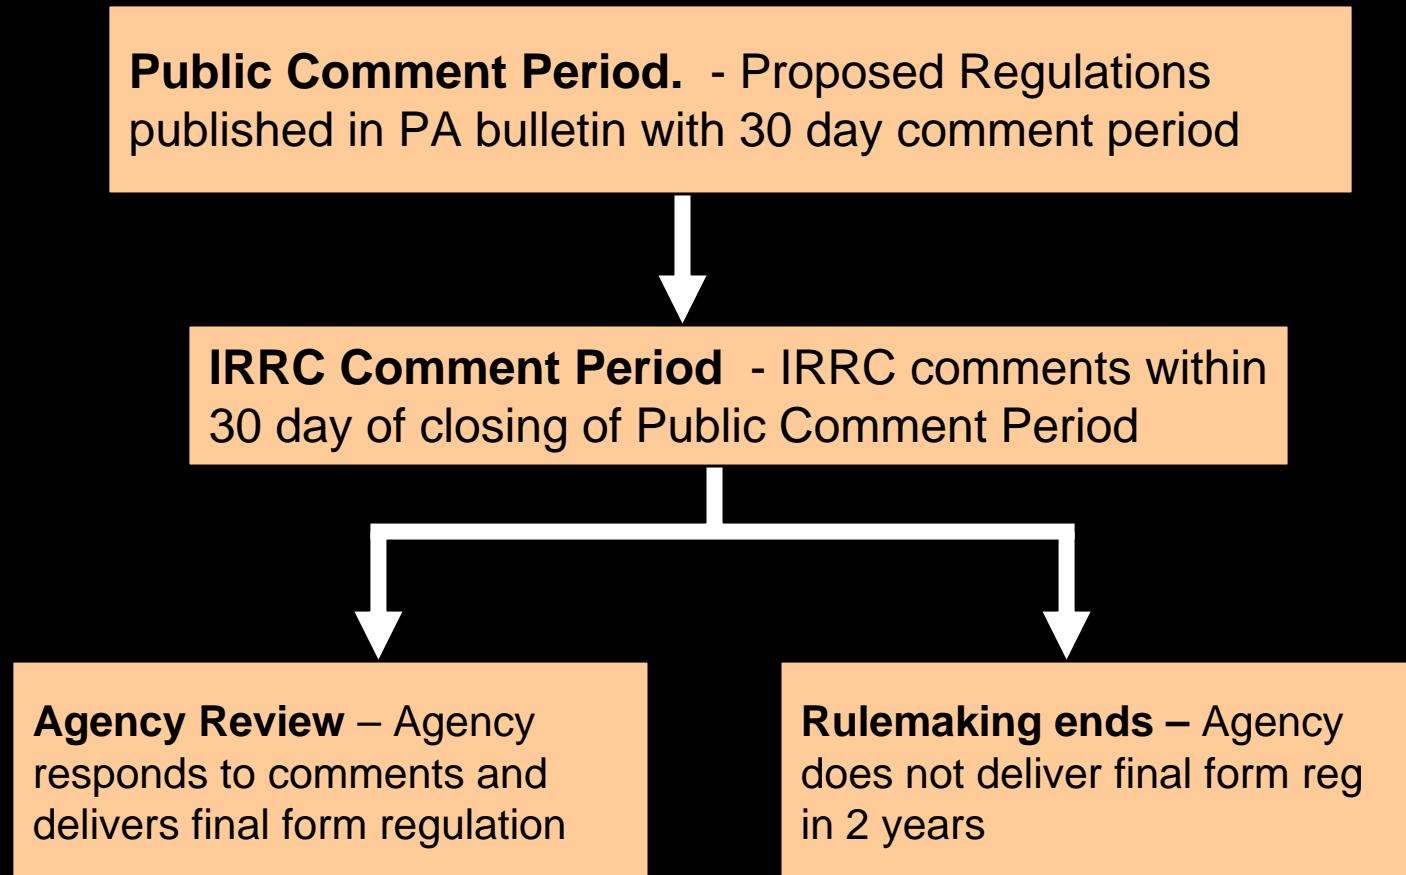 Public Comment Period.  - Proposed Regulations
published in PA bulletin with 30 day comment period
IRRC Comment Period  - IRRC comments within
30 day of closing of Public Comment Period
Agency Review – Agency
responds to comments and
delivers final form regulation
Rulemaking ends – Agency
does not deliver final form reg
in 2 years